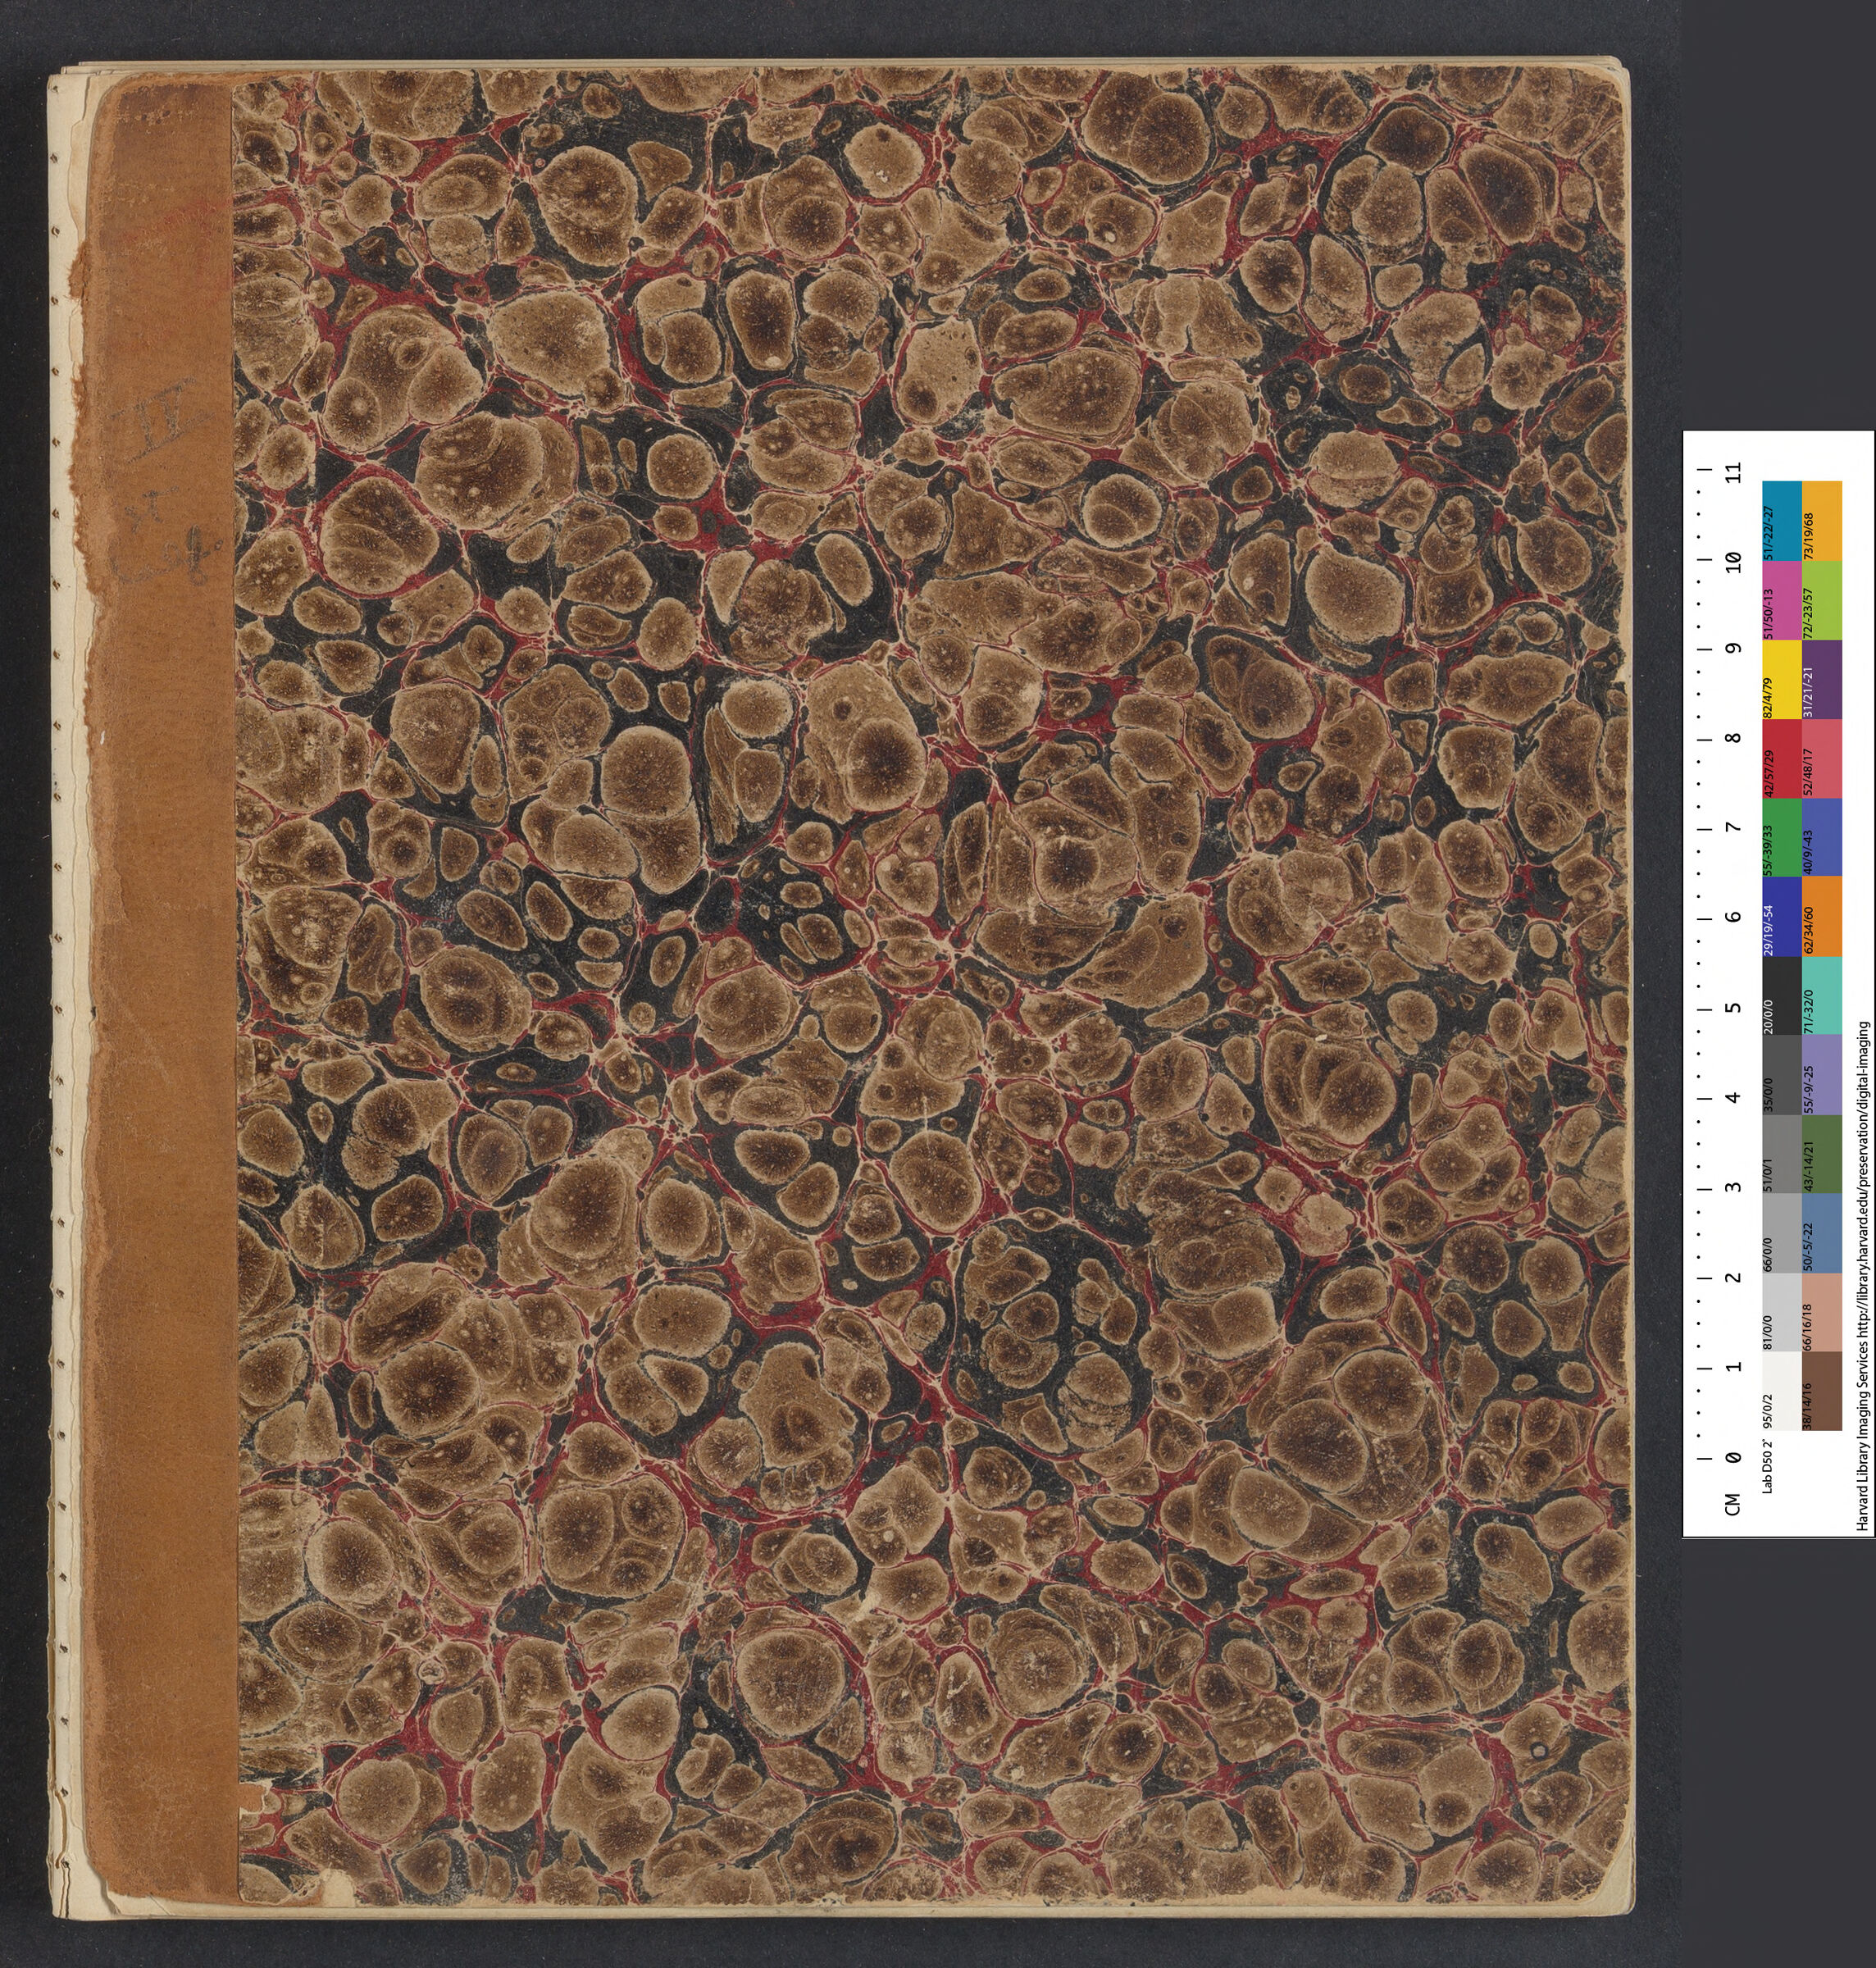 III
CM 0 1 2 3 4 5 6 7 8 9 10 11
Lab D50 2° 95/0/2 81/0/0 66/0/0 51/0/1 35/0/0 20/0/0 29/19/-54 55/-39/33 42/57/29 82/4/79 51/50/-13 51/-22/-27
38/14/16 66/16/18 50/-5/-22 43/-14/21 55/-9/-25 71/-32/0 62/34/60 40/9/-43 52/48/17 31/21/-21 72/-23/57 73/19/68
Harvard Library Imaging Services http://library.harvard.edu/preservation/digital-imaging